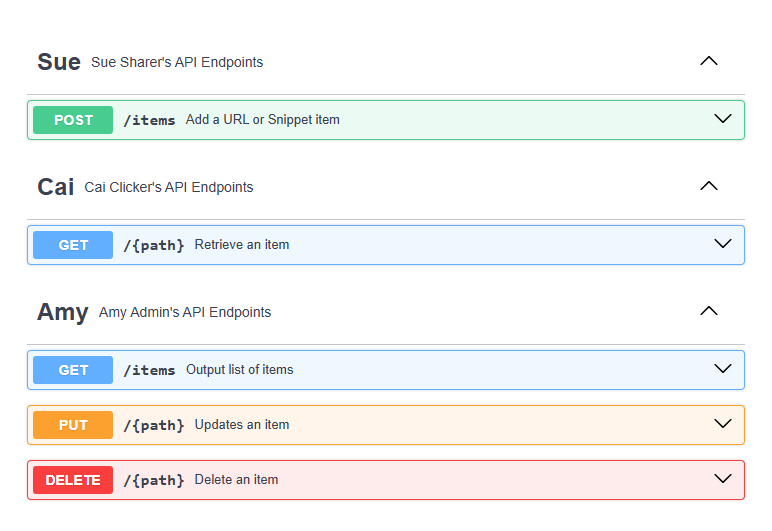 Sue Sue Sharer's API Endpoints
POST /items Add a URL or Snippet item
Cai Cai Clicker's API Endpoints
GET /{path} Retrieve an item
Amy Amy Admin's API Endpoints
GET /items Output list of items
PUT /{path} Updates an item
DELETE /{path} Delete an item